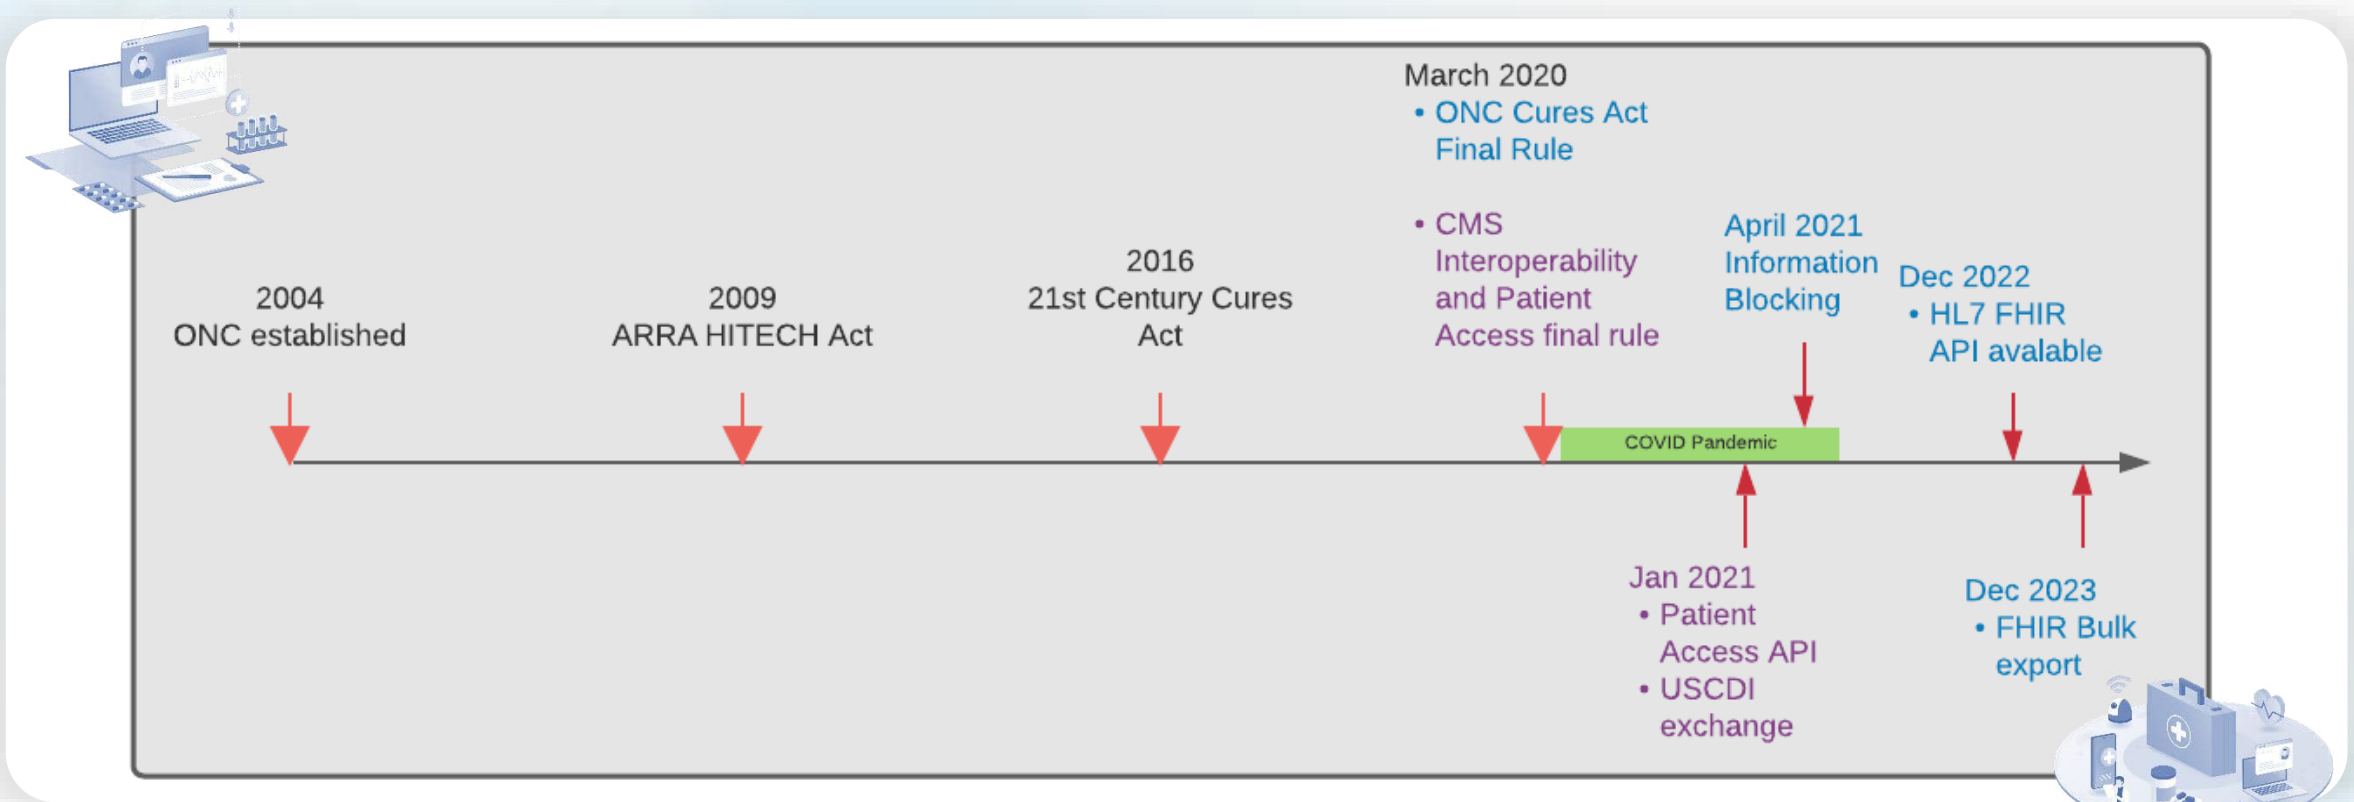 2004
ONC established
2009
ARRA HITECH Act
2016
21st Century Cures
Act
March 2020
• ONC Cures Act
Final Rule
• CMS
Interoperability
and Patient
Access final rule
April 2021
Information
Blocking
Dec 2022
• HL7 FHIR
API avalable
COVID Pandemic
Jan 2021
• Patient
Access API
• USCDI
exchange
Dec 2023
• FHIR Bulk
export